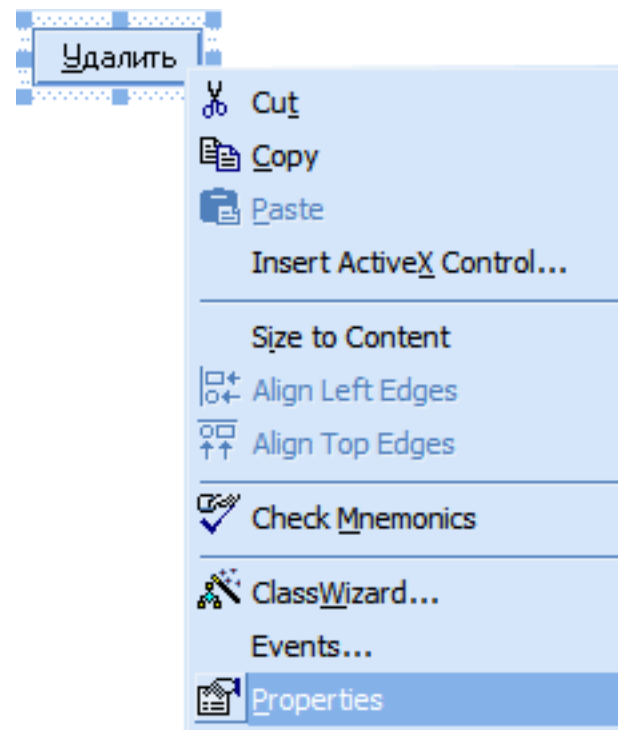 Удалить
Cut
Copy
Paste
Insert ActiveX Control...
Size to Content
Align Left Edges
Align Top Edges
Check Mnemonics
ClassWizard...
Events...
Properties